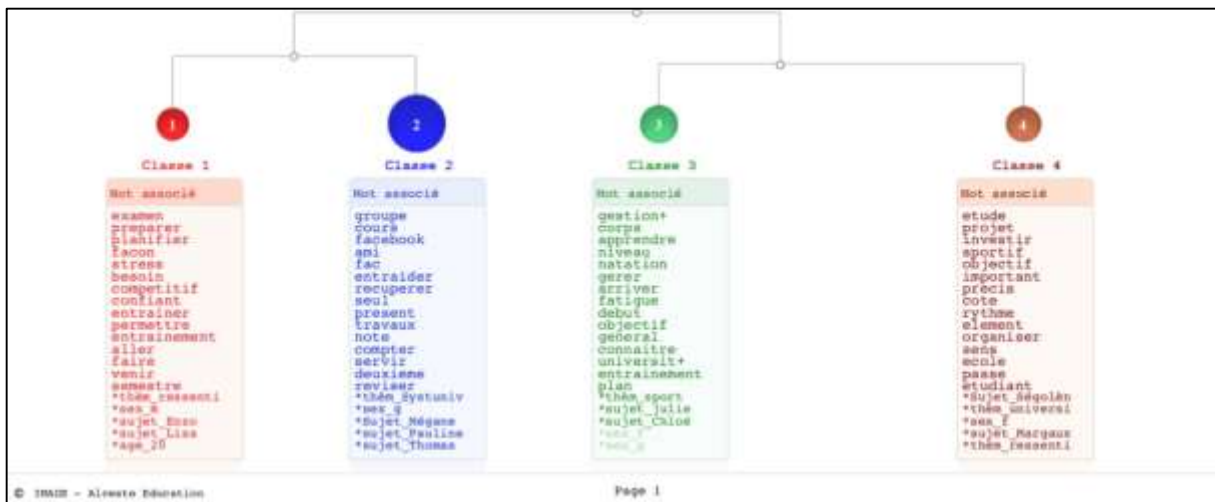 1
2
3
4
Classe 1
Classe 2
Classe 3
Classe 4
Mot associé
examen
preparer
planifier
facon
stress
besoin
competitif
confiant
entrainer
permettre
entrainement
aller
faire
venir
semestre
*thèm_ressenti
*sujet_Enzo
*sujet_Lisa
*age_20
Mot associé
groupe
cours
facebook
ami
fac
entraider
recuperer
seul
present
travaux
note
compter
servir
deuxieme
reviser
*thèm_Systuniv
*sex_g
*Sujet_Mégane
*sujet_Pauline
*sujet_Thomas
Mot associé
gestion+
corps
apprendre
niveau
natation
gerer
arriver
fatigue
debut
objectif
general
connaitre
universit+
entrainement
plan
*thèm_sport
*sujet_julie
*sujet_Chloé
Mot associé
etude
projet
investir
sportif
objectif
important
précis
cote
rythme
element
organiser
sens
ecole
passe
étudiant
*Sujet_Ségolèn
*thèm_universi
*sex_f
*sujet_Margaux
*thèm_ressenti
© IMAGE - Alceste Education
Page 1